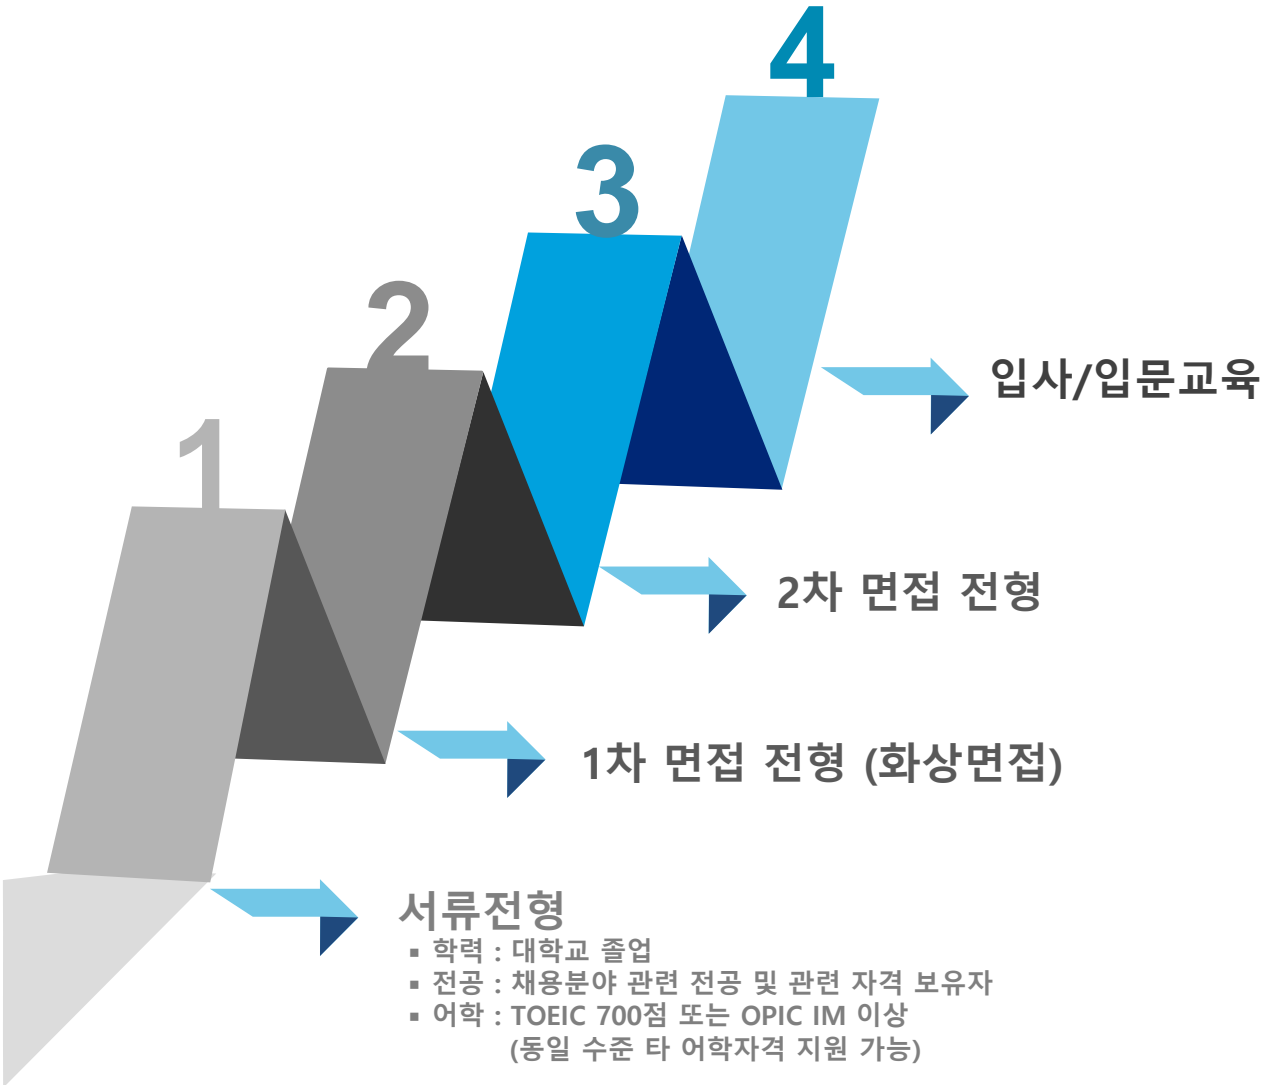 4
3
2
1
입사/입문교육
2차 면접 전형
1차 면접 전형 (화상면접)
서류전형
▪ 학력 : 대학교 졸업
▪ 전공 : 채용분야 관련 전공 및 관련 자격 보유자
▪ 어학 : TOEIC 700점 또는 OPIC IM 이상
(동일 수준 타 어학자격 지원 가능)